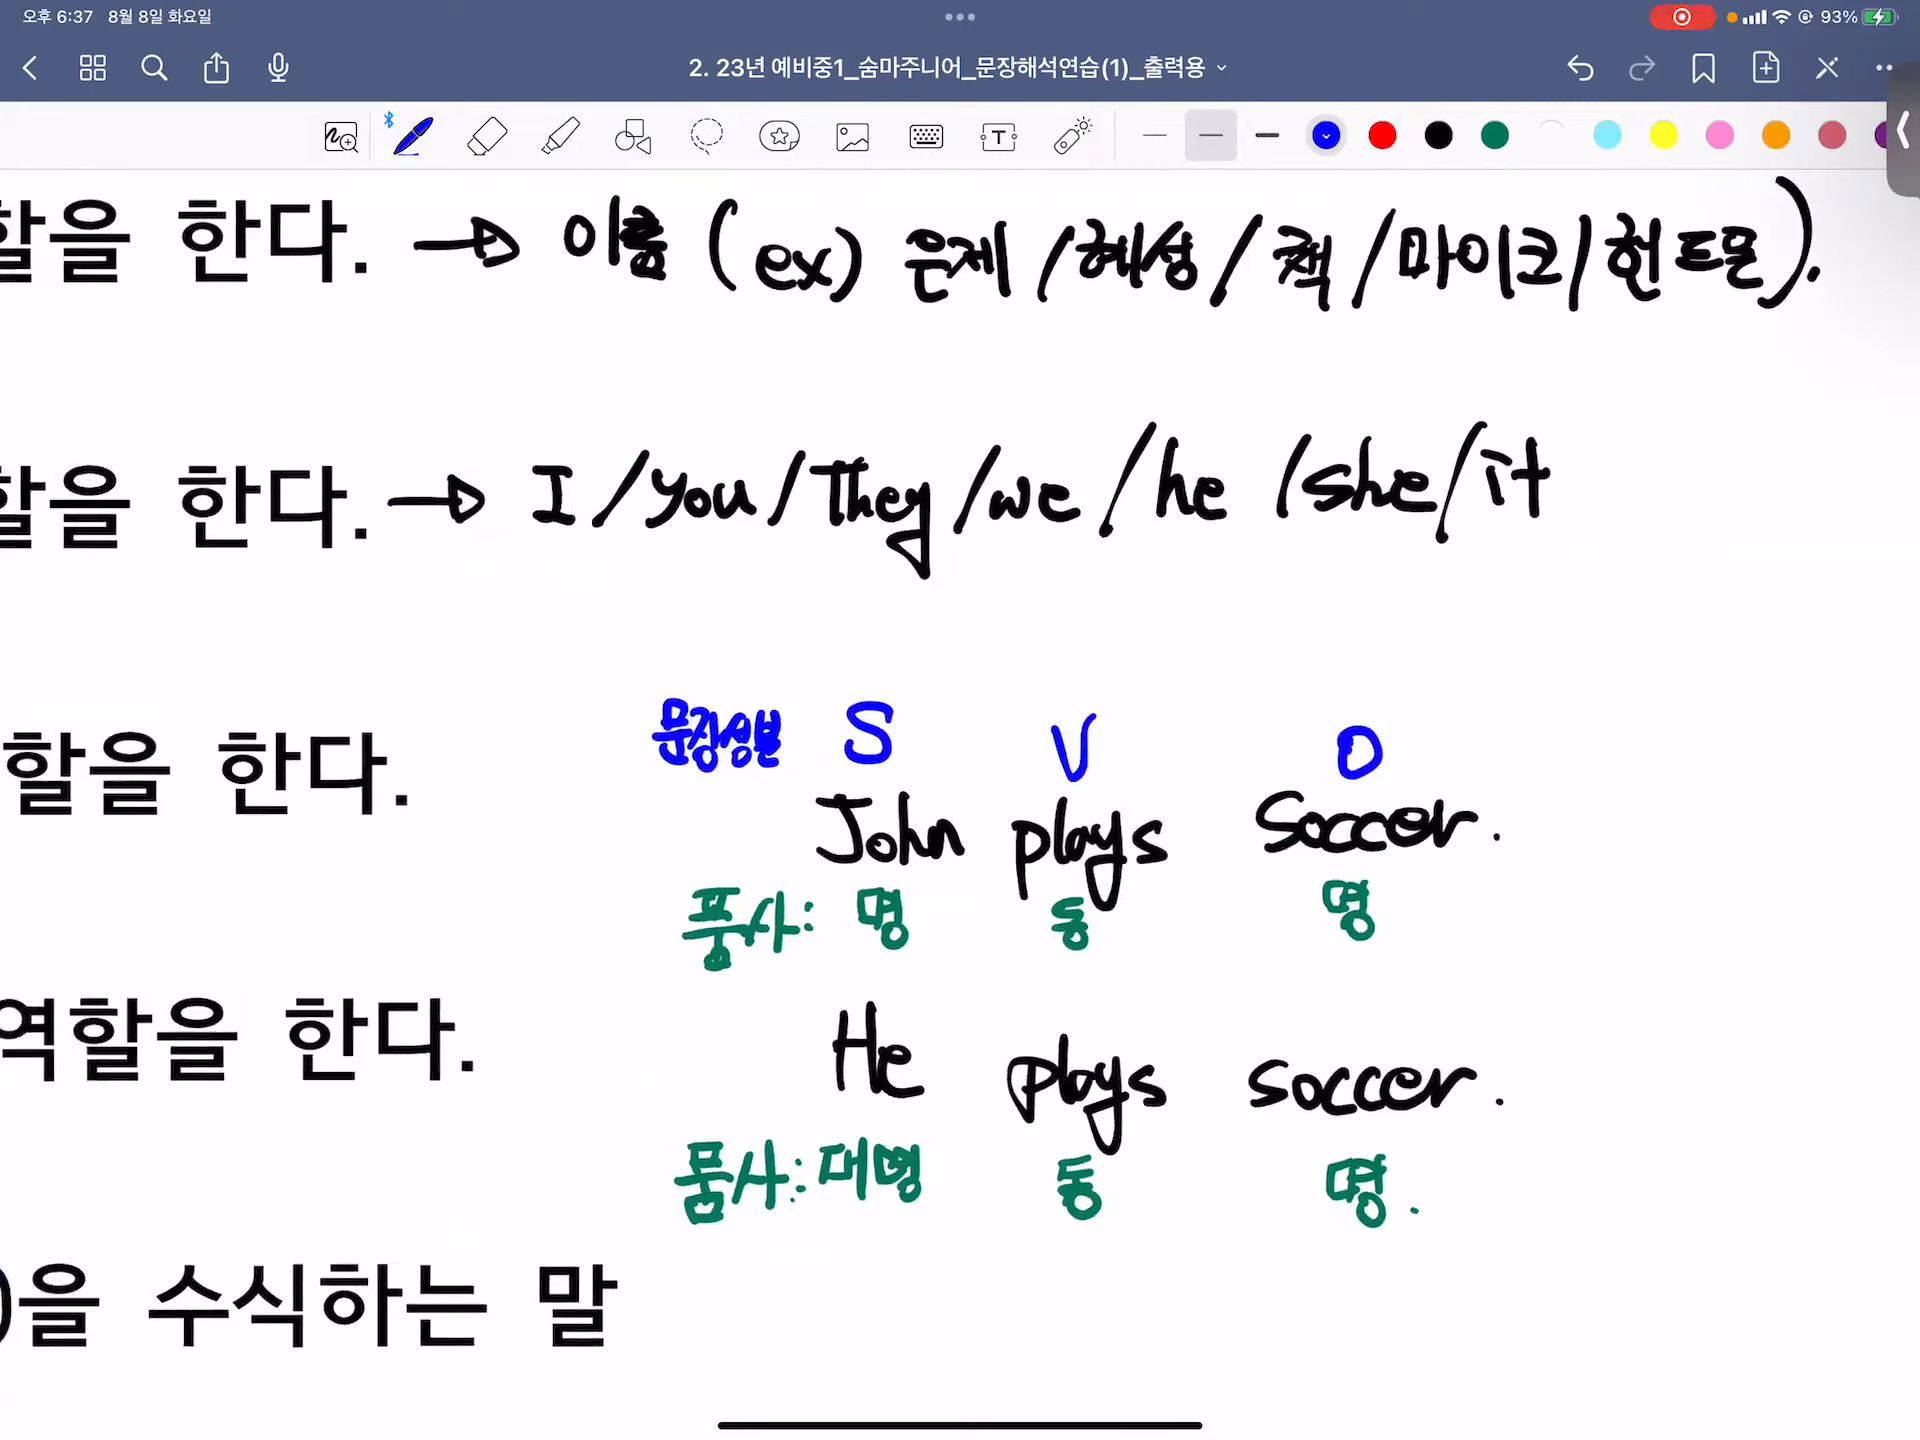 오후 6:37 8월 8일 화요일
93%
2. 23년 예비중1_숨마주니어_문장해석연습(1)_출력용
할을 한다. → 이름 (ex) 은제/혜성/책/마이크/헨드폰).
할을 한다. → I/you/They/we/he/she/it
문장성분 S V O
할을 한다.
John plays Soccer.
품사: 명 동 명
역할을 한다.
He plays soccer.
품사: 대명 동 명.
)을 수식하는 말